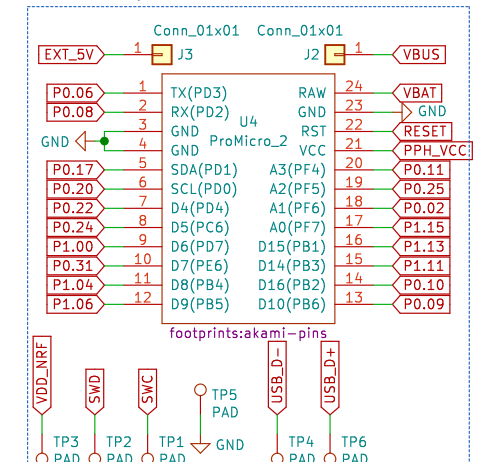 Conn_01x01 Conn_01x01
EXT_5V 1 J3 J2 1 VBUS
P0.06 1 TX(PD3) RAW 24 VBAT
P0.08 2 RX(PD2) U4 GND 23 GND
3 GND ProMicro_2 RST 22 RESET
GND 4 GND VCC 21 PPH_VCC
P0.17 5 SDA(PD1) A3(PF4) 20 P0.11
P0.20 6 SCL(PD0) A2(PF5) 19 P0.25
P0.22 7 D4(PD4) A1(PF6) 18 P0.02
P0.24 8 D5(PC6) A0(PF7) 17 P1.15
P1.00 9 D6(PD7) D15(PB1) 16 P1.13
P0.31 10 D7(PE6) D14(PB3) 15 P1.11
P1.04 11 D8(PB4) D16(PB2) 14 P0.10
P1.06 12 D9(PB5) D10(PB6) 13 P0.09
footprints:akami-pins
VDD_NRF SWD SWC USB_D- USB_D+
TP5
PAD
GND
TP3 TP2 TP1 TP4 TP6
PAD PAD PAD PAD PAD